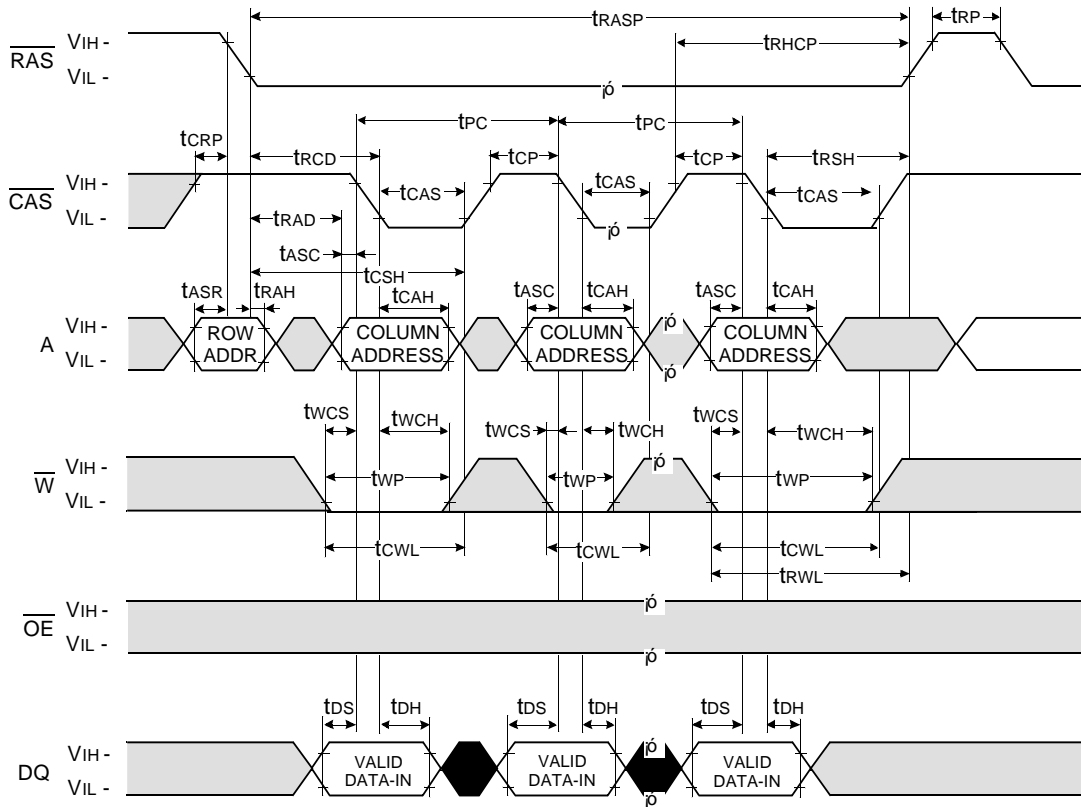 tRASP
tRP
tRHCP
RAS
VIH -
VIL -
¡ó
tCRP
tRCD
tPC
tCP
tPC
tCP
tRSH
CAS
VIH -
VIL -
tCAS
tCAS
tCAS
¡ó
tRAD
tASC
tCSH
tASR
tRAH
tCAH
tASC
tCAH
tASC
tCAH
A
VIH -
VIL -
ROW
ADDR
COLUMN
ADDRESS
COLUMN
ADDRESS
¡ó
¡ó
COLUMN
ADDRESS
tWCS
tWCH
tWCS
tWCH
tWCS
tWCH
W
VIH -
VIL -
tWP
tWP
¡ó
tWP
tCWL
tCWL
tCWL
tRWL
OE
VIH -
VIL -
¡ó
¡ó
tDS
tDH
tDS
tDH
tDS
tDH
DQ
VIH -
VIL -
VALID
DATA-IN
VALID
DATA-IN
¡ó
¡ó
VALID
DATA-IN